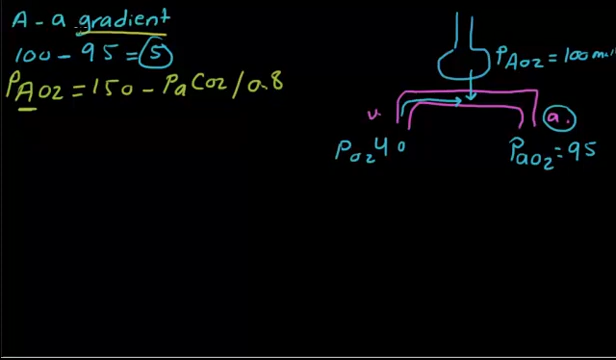 A - a gradient
100 - 95 = 5
PAO2 = 150 - PaCO2 / 0.8
PAO2 = 100 m
v.
a.
PO2 40
PaO2 = 95